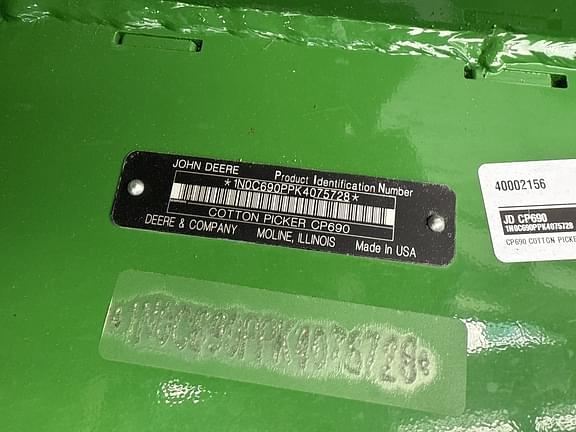 JOHN DEERE
Product Identification Number
*1N0C690PPK4075728*
COTTON PICKER CP690
DEERE & COMPANY MOLINE, ILLINOIS Made In USA
40002156
JD CP690
1N0C690PPK4075728
CP690 COTTON PICKE
*1N0C690PPK4075728*